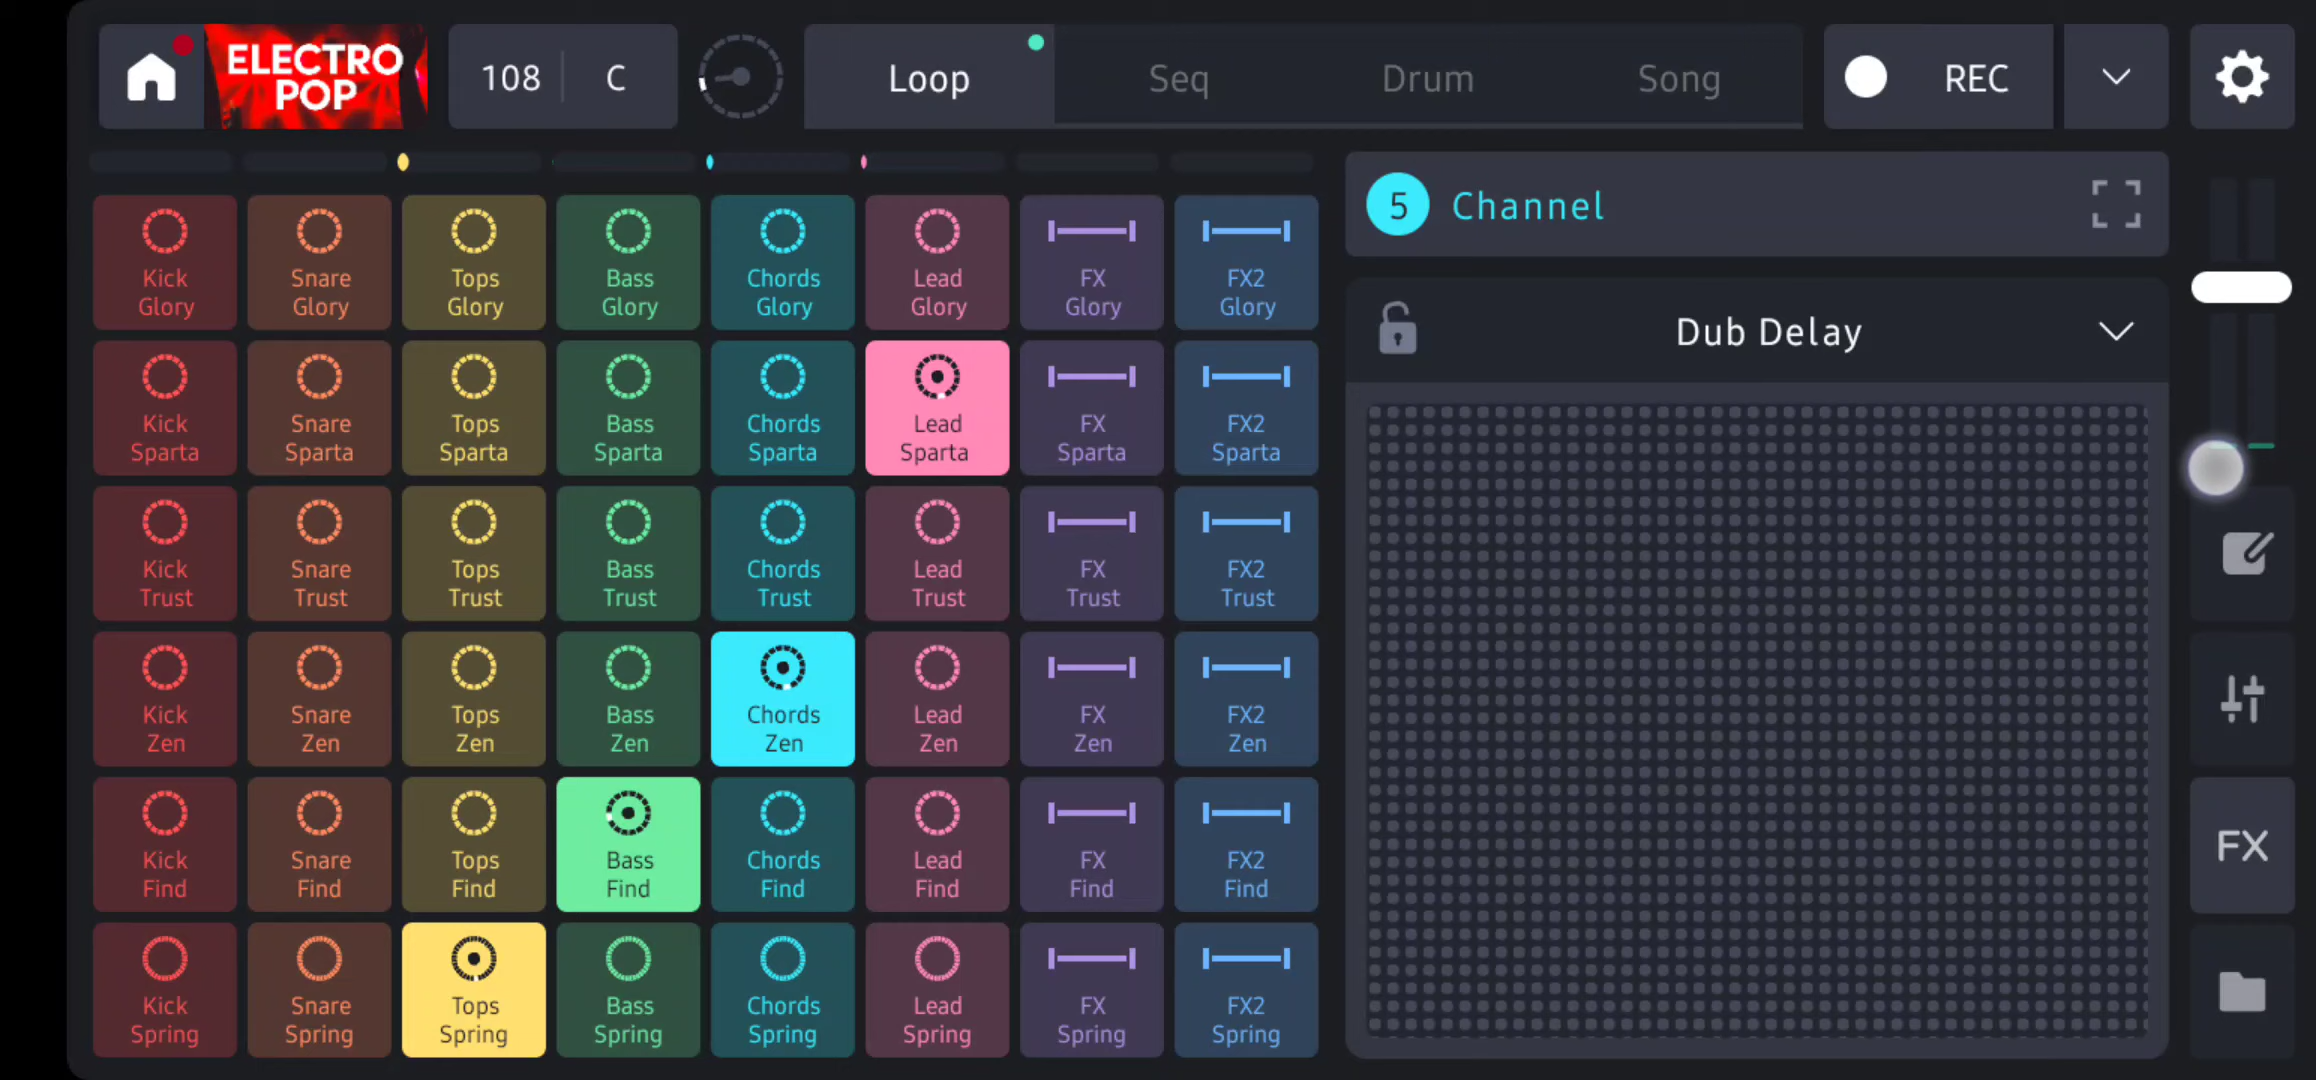 ELECTRO
POP
108
C
Loop
Seq
Drum
Song
REC
5
Channel
Dub Delay
FX
Kick
Glory
Snare
Glory
Tops
Glory
Bass
Glory
Chords
Glory
Lead
Glory
FX
Glory
FX2
Glory
Kick
Sparta
Snare
Sparta
Tops
Sparta
Bass
Sparta
Chords
Sparta
Lead
Sparta
FX
Sparta
FX2
Sparta
Kick
Trust
Snare
Trust
Tops
Trust
Bass
Trust
Chords
Trust
Lead
Trust
FX
Trust
FX2
Trust
Kick
Zen
Snare
Zen
Tops
Zen
Bass
Zen
Chords
Zen
Lead
Zen
FX
Zen
FX2
Zen
Kick
Find
Snare
Find
Tops
Find
Bass
Find
Chords
Find
Lead
Find
FX
Find
FX2
Find
Kick
Spring
Snare
Spring
Tops
Spring
Bass
Spring
Chords
Spring
Lead
Spring
FX
Spring
FX2
Spring